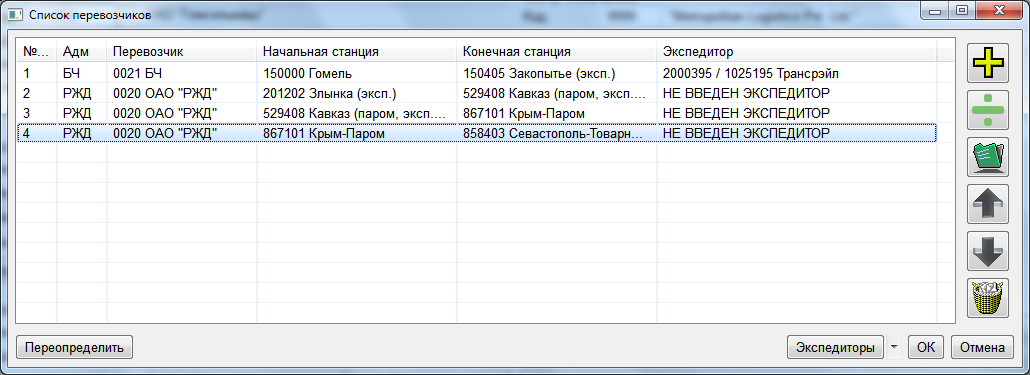 Список перевозчиков
№... Адм Перевозчик Начальная станция Конечная станция Экспедитор
1 БЧ 0021 БЧ 150000 Гомель 150405 Закопытье (эксп.) 2000395 / 1025195 Трансрэйл
2 РЖД 0020 ОАО "РЖД" 201202 Злынка (эксп.) 529408 Кавказ (паром, эксп.... НЕ ВВЕДЕН ЭКСПЕДИТОР
3 РЖД 0020 ОАО "РЖД" 529408 Кавказ (паром, эксп.... 867101 Крым-Паром НЕ ВВЕДЕН ЭКСПЕДИТОР
4 РЖД 0020 ОАО "РЖД" 867101 Крым-Паром 858403 Севастополь-Товарн... НЕ ВВЕДЕН ЭКСПЕДИТОР
Переопределить Экспедиторы OK Отмена